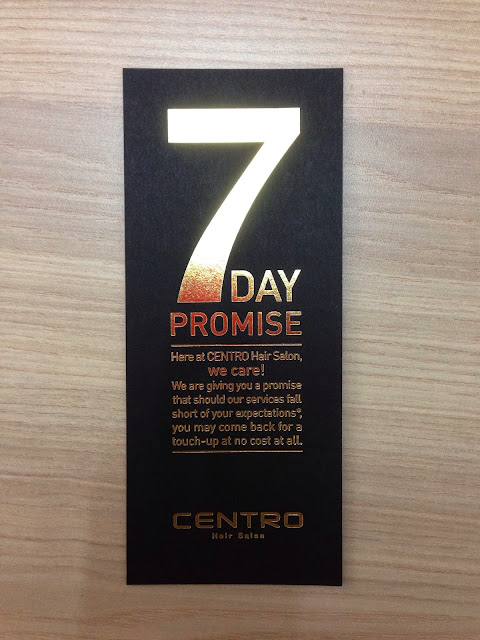 7 DAY
PROMISE
Here at CENTRO Hair Salon,
we care!
We are giving you a promise
that should our services fall
short of your expectations*,
you may come back for a
touch-up at no cost at all.
CENTRO
Hair Salon